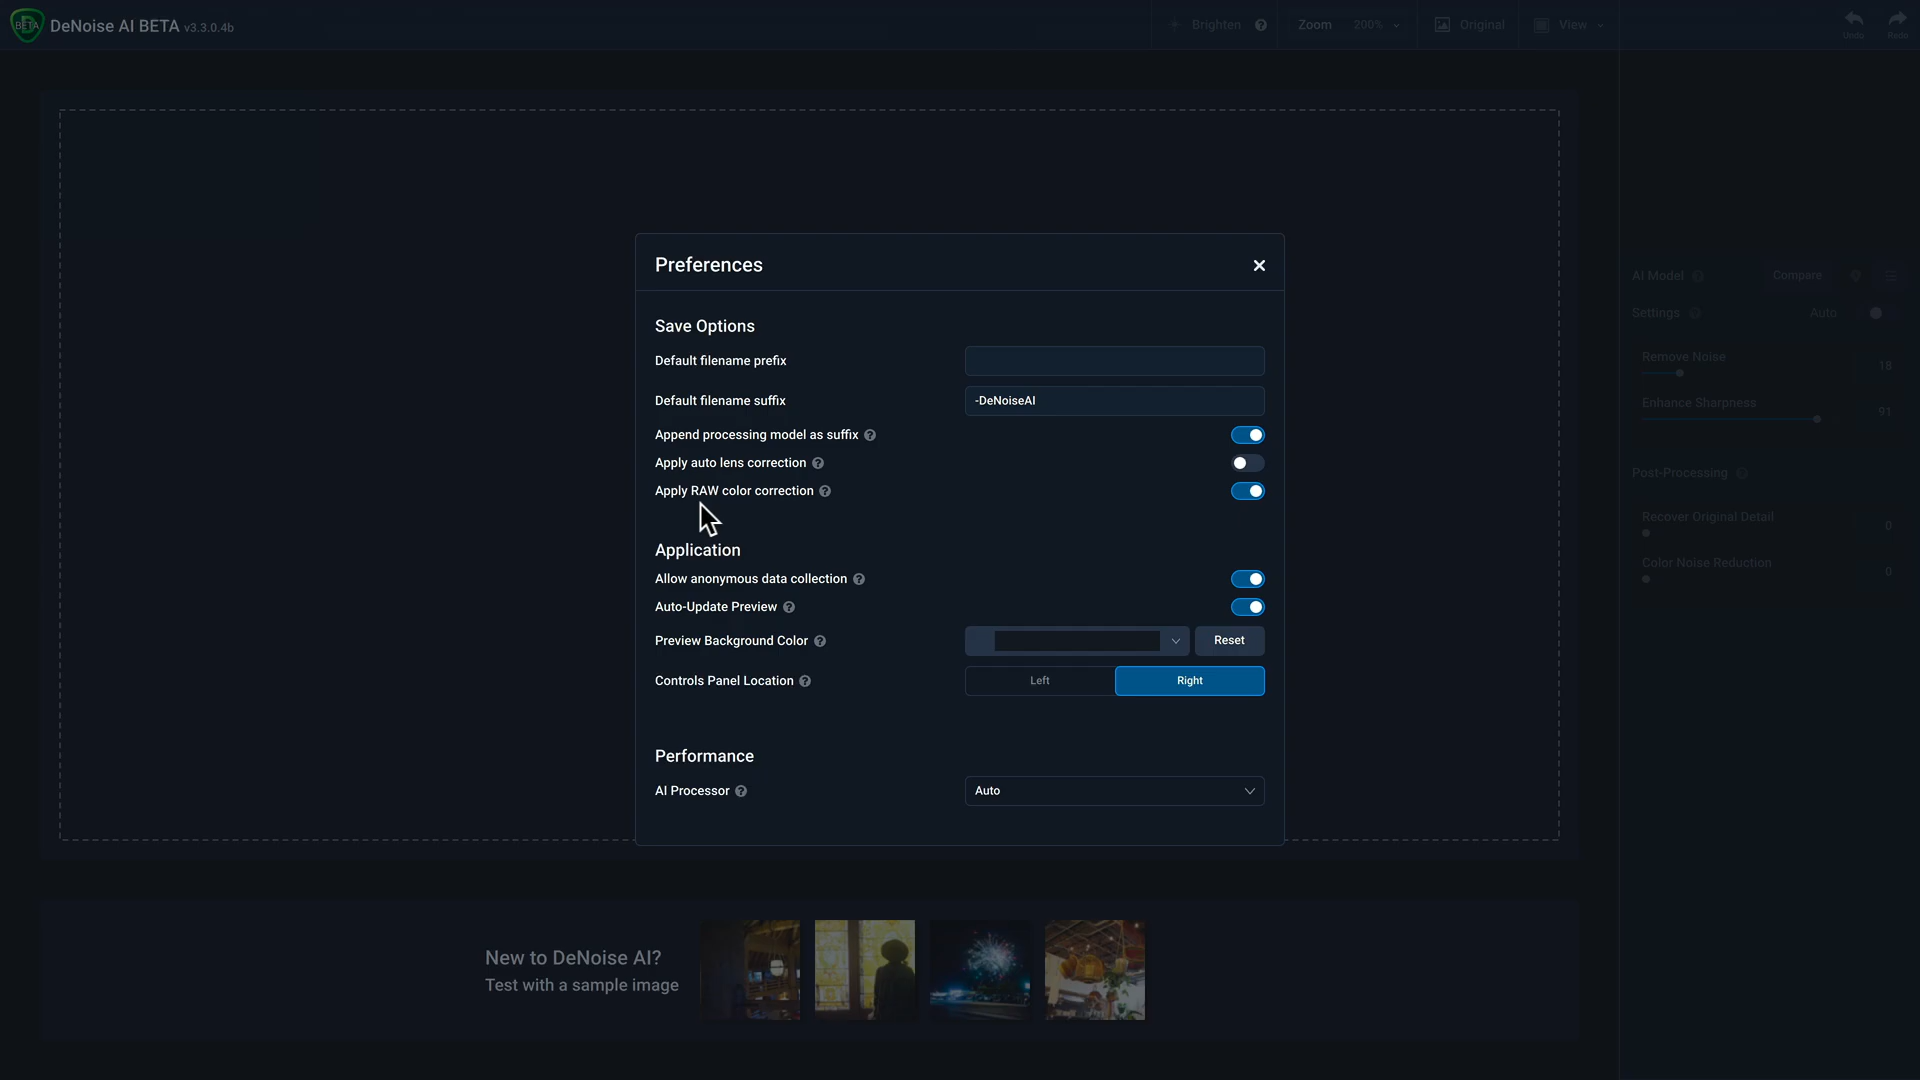 BETA DeNoise AI BETA v3.3.0.4b
Brighten
Zoom 200%
Original
View
Undo
Redo
Preferences
Save Options
Default filename prefix
Default filename suffix -DeNoiseAI
Append processing model as suffix
Apply auto lens correction
Apply RAW color correction
Application
Allow anonymous data collection
Auto-Update Preview
Preview Background Color Reset
Controls Panel Location Left Right
Performance
AI Processor Auto
AI Model Compare
Settings Auto
Remove Noise 18
Enhance Sharpness 91
Post-Processing
Recover Original Detail 0
Color Noise Reduction 0
New to DeNoise AI?
Test with a sample image